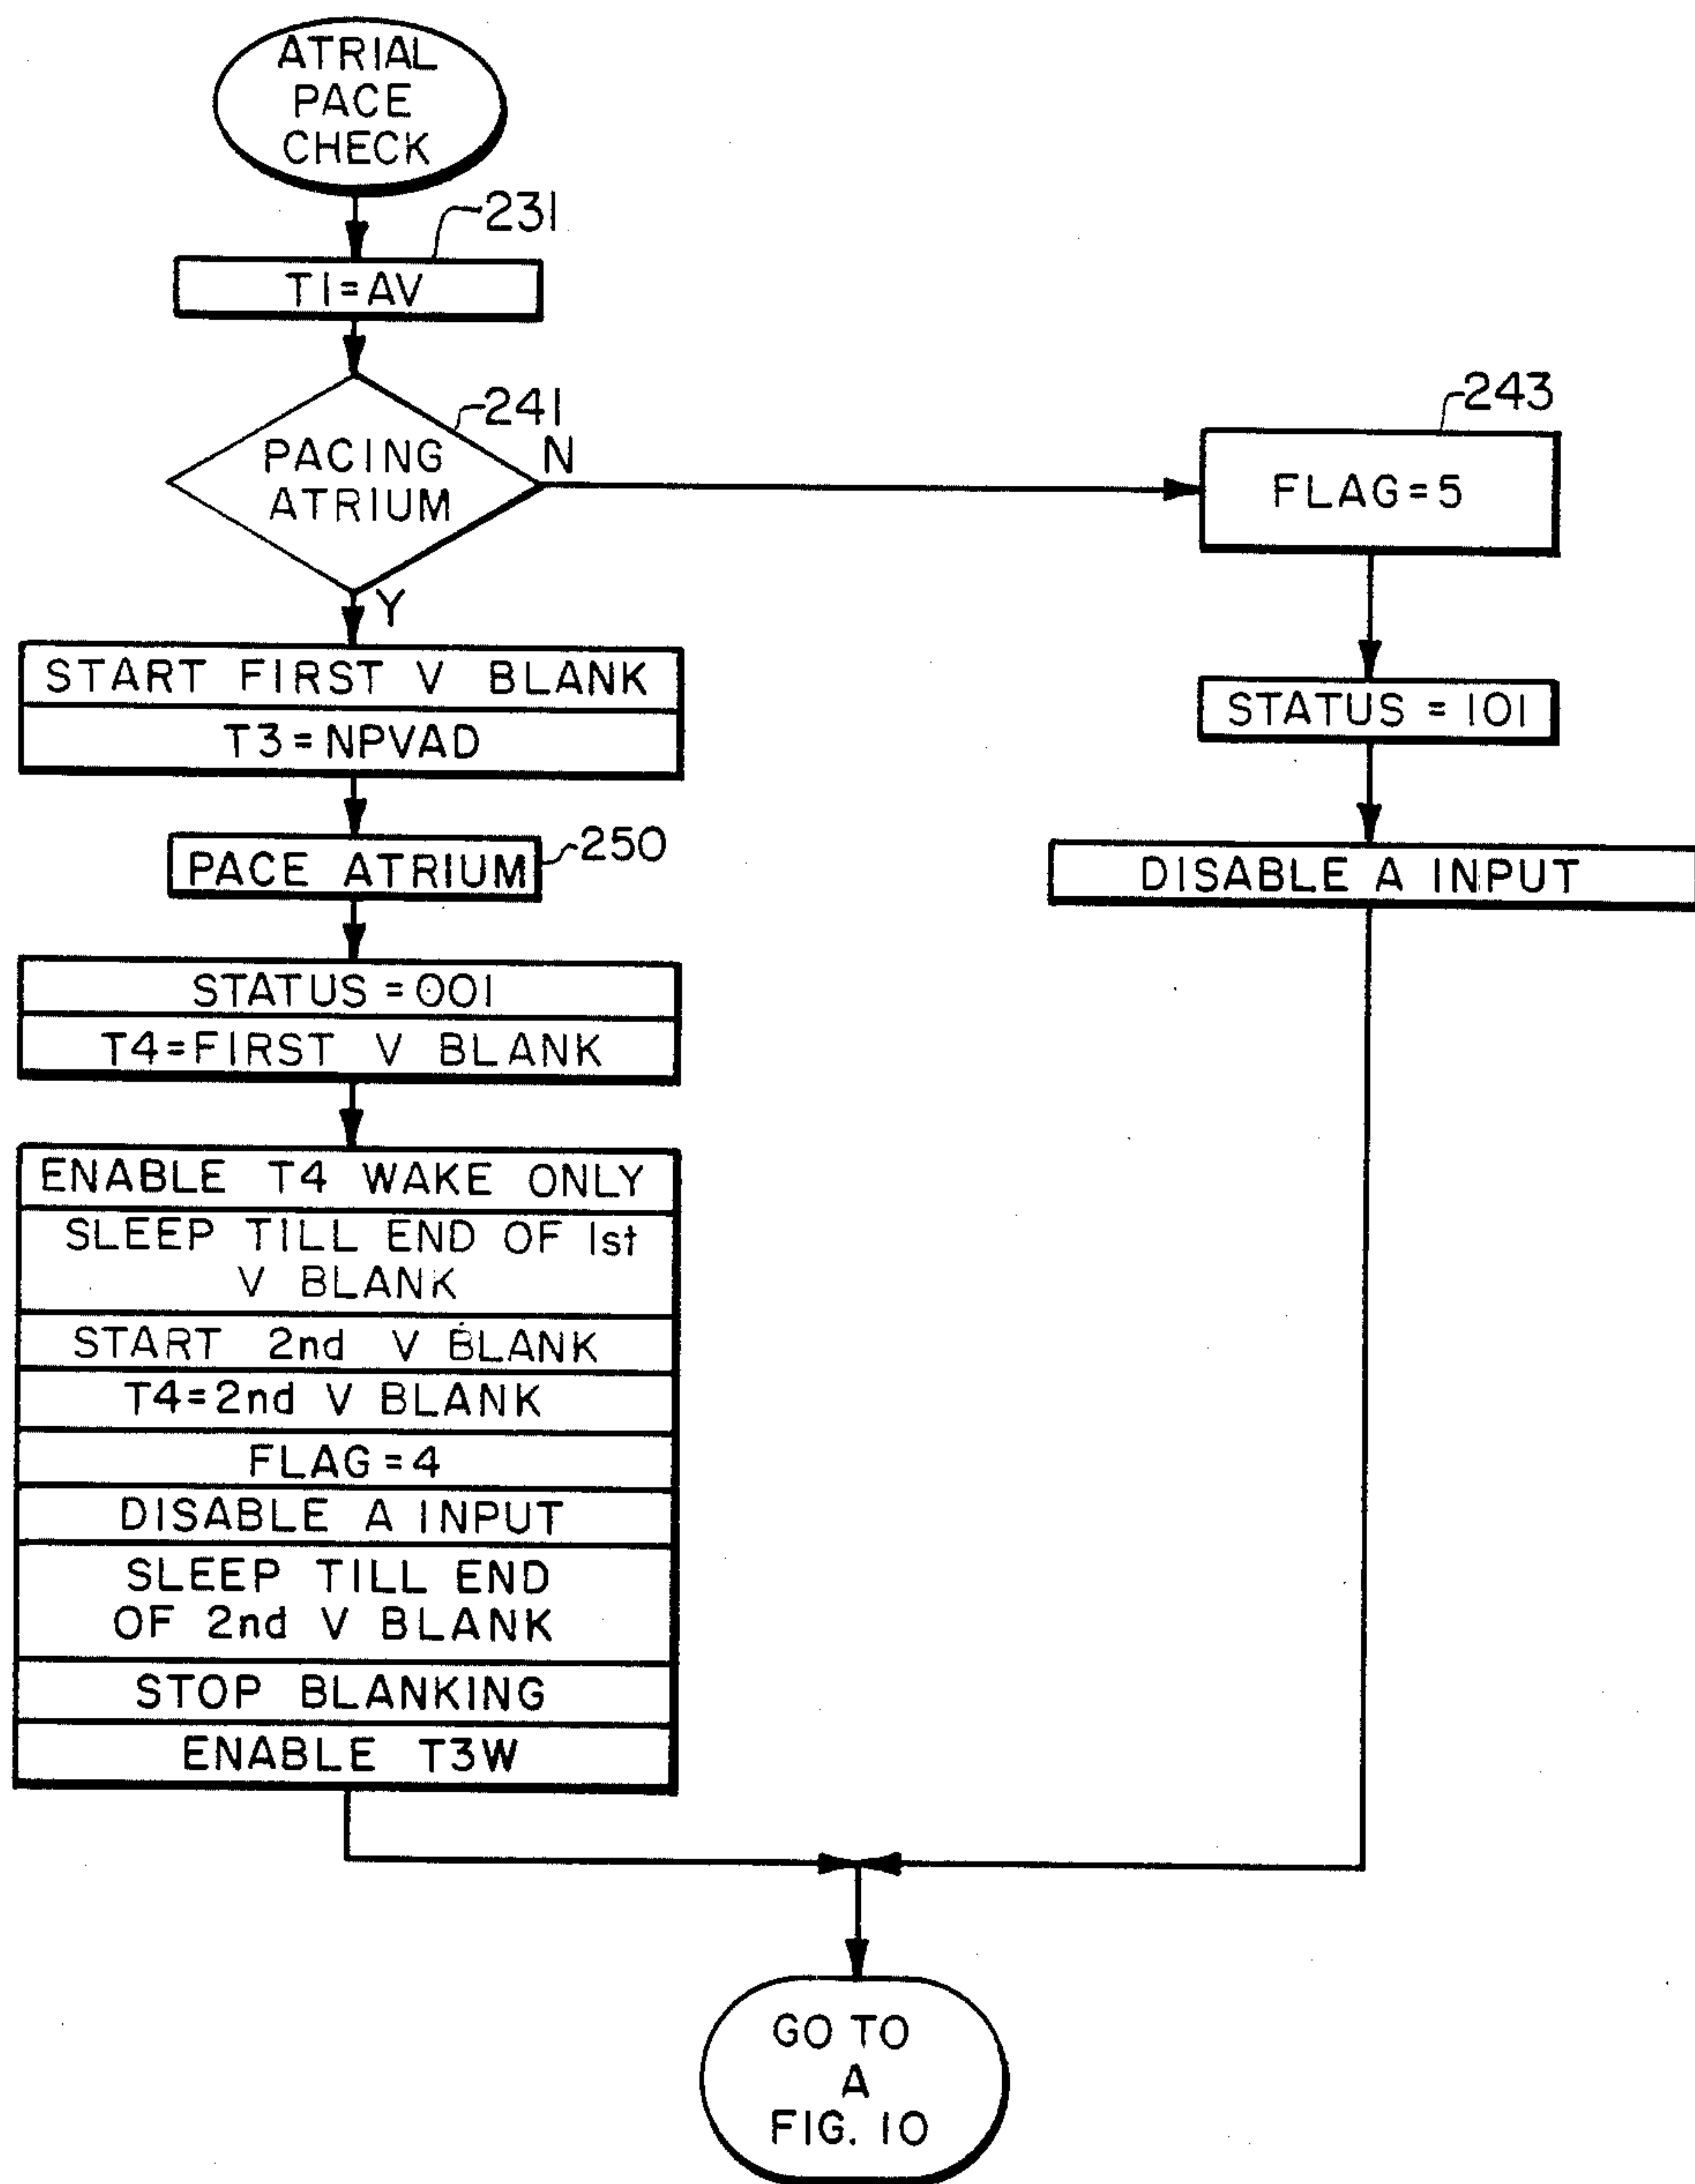 ATRIAL
PACE
CHECK
231
T1=AV
241
PACING
ATRIUM
N
Y
243
FLAG=5
STATUS = 101
DISABLE A INPUT
START FIRST V BLANK
T3=NPVAD
PACE ATRIUM
250
STATUS =001
T4=FIRST V BLANK
ENABLE T4 WAKE ONLY
SLEEP TILL END OF 1st
V BLANK
START 2nd V BLANK
T4=2nd V BLANK
FLAG=4
DISABLE A INPUT
SLEEP TILL END
OF 2nd V BLANK
STOP BLANKING
ENABLE T3W
GO TO
A
FIG. 10